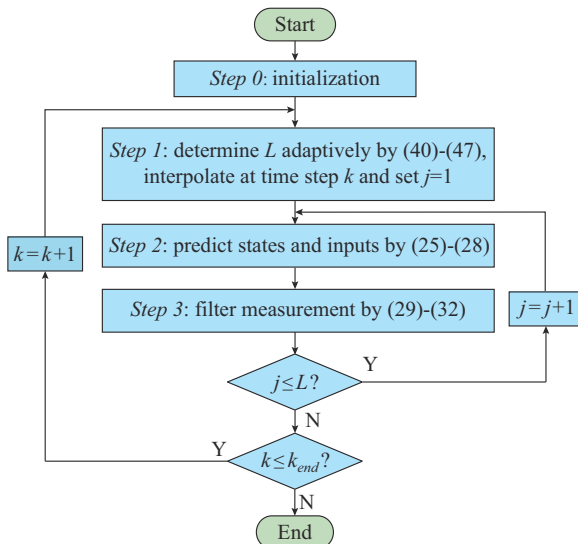 Start
Step 0: initialization
Step 1: determine L adaptively by (40)-(47),
interpolate at time step k and set j=1
Step 2: predict states and inputs by (25)-(28)
k=k+1
Step 3: filter measurement by (29)-(32)
j=j+1
j≤L?
Y
N
Y
k≤k_end?
N
End